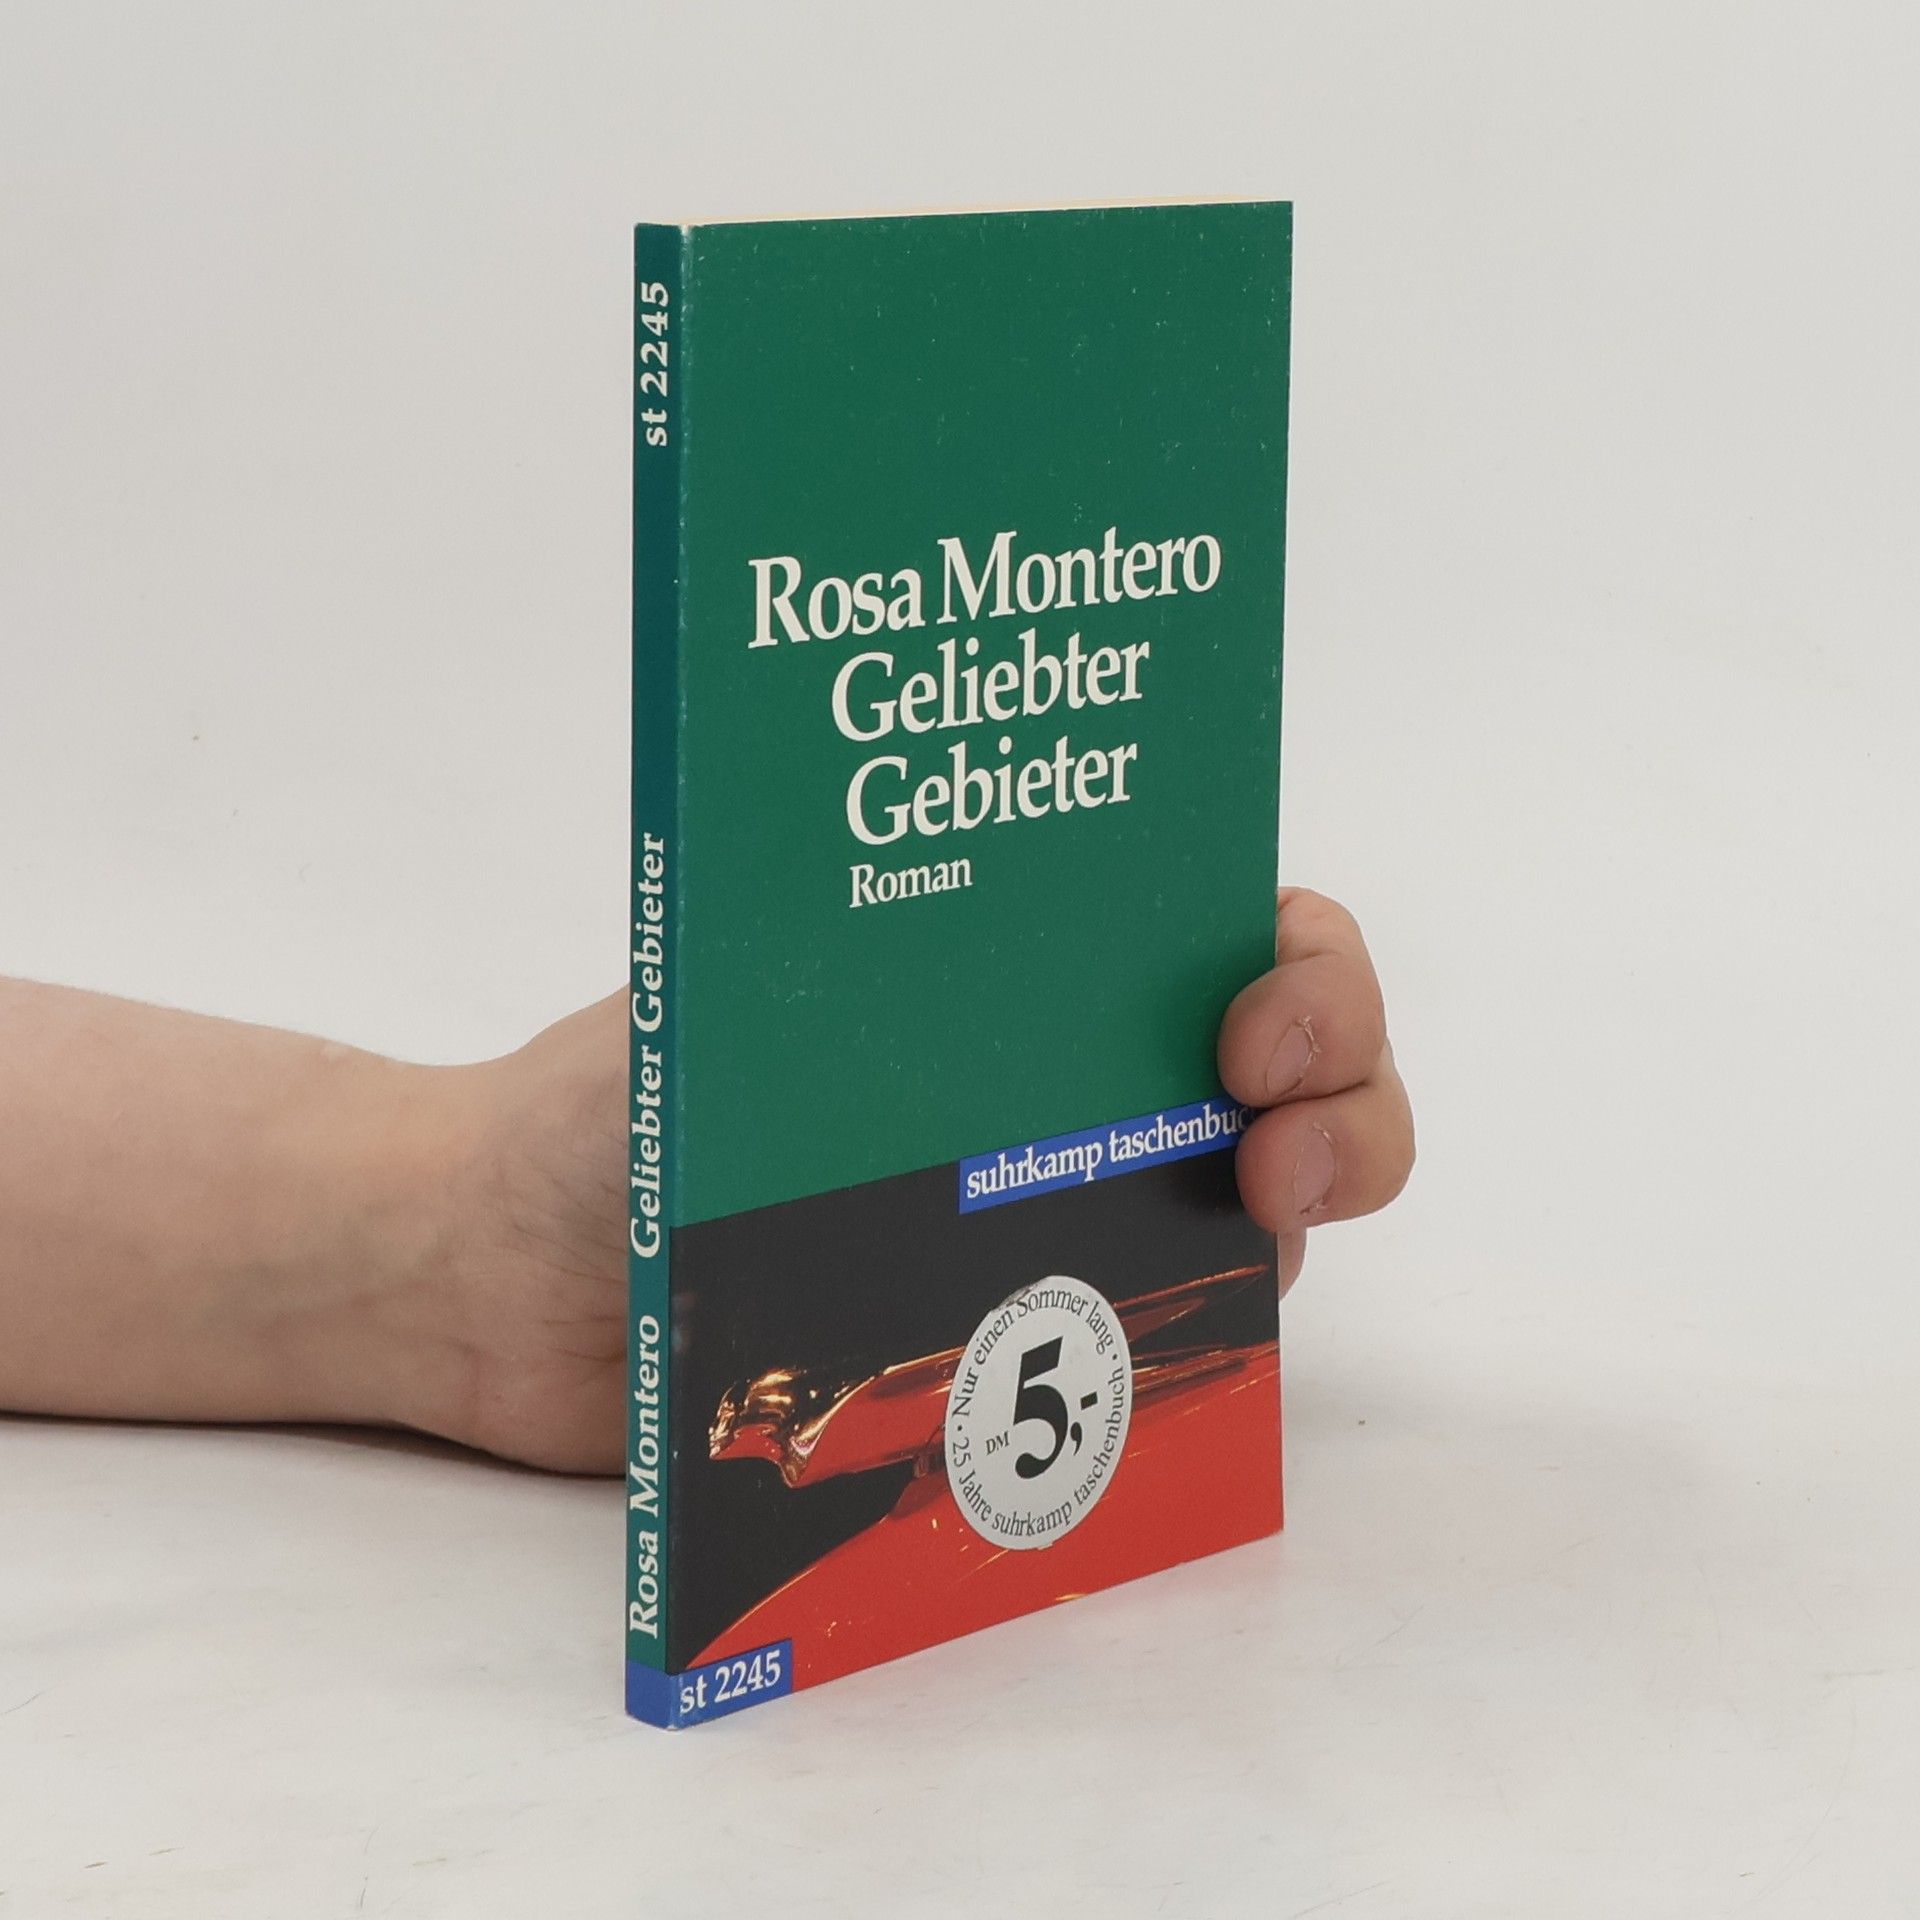 st 2245
Rosa Montero Geliebter Gebieter
Rosa Montero
Geliebter
Gebieter
Roman
suhrkamp
Nur einen Sommer lang •
DM 5,-
25 Jahre suhrkamp taschenbuch •
st 2245